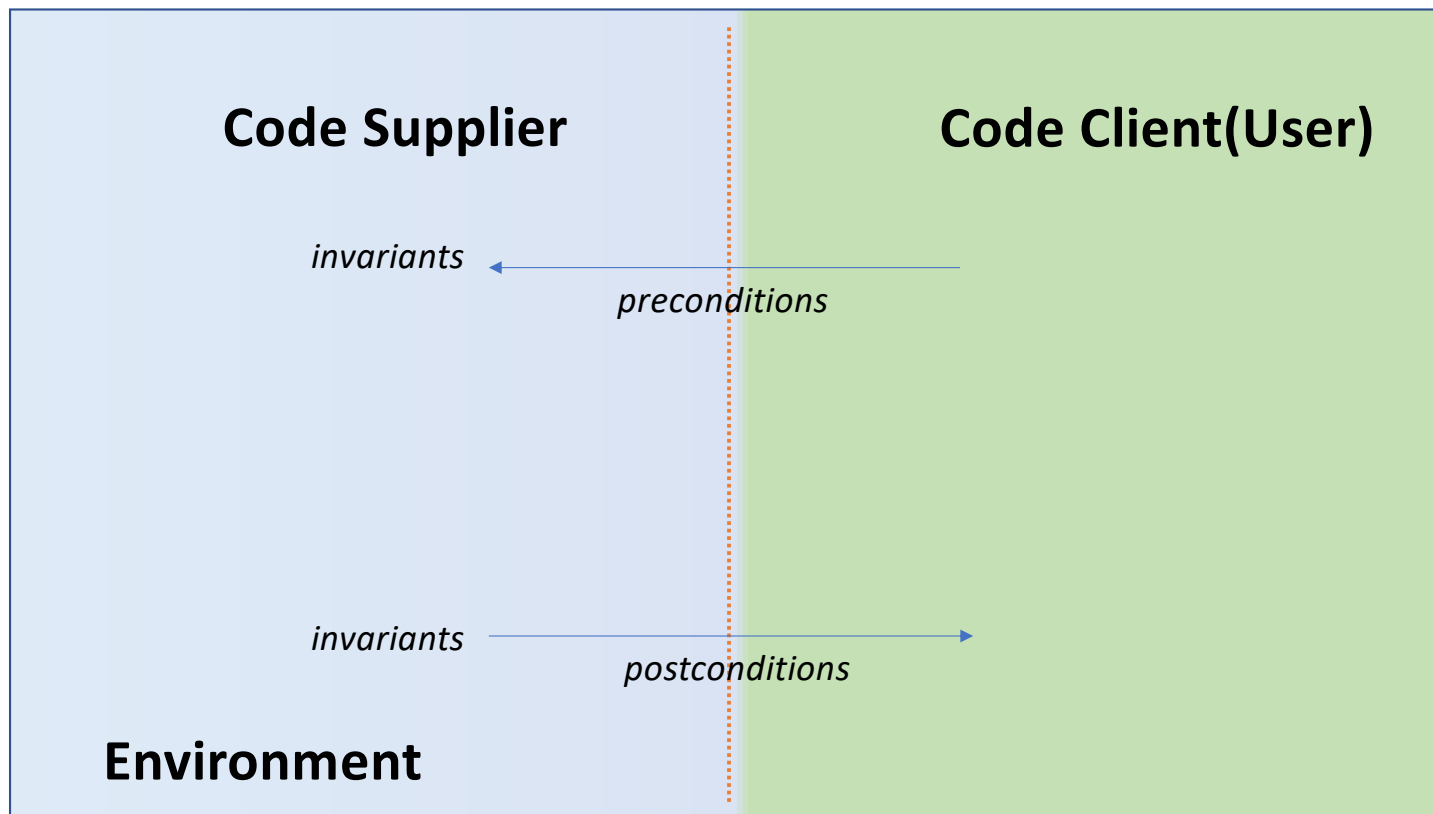 Code Supplier
Code Client(User)
invariants
preconditions
invariants
postconditions
Environment